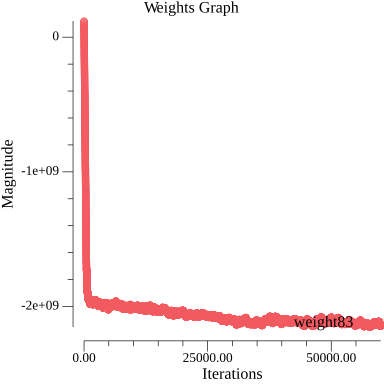 Weights Graph
0
-1e+09
-2e+09
Magnitude
weight83
0.00
25000.00
50000.00
Iterations